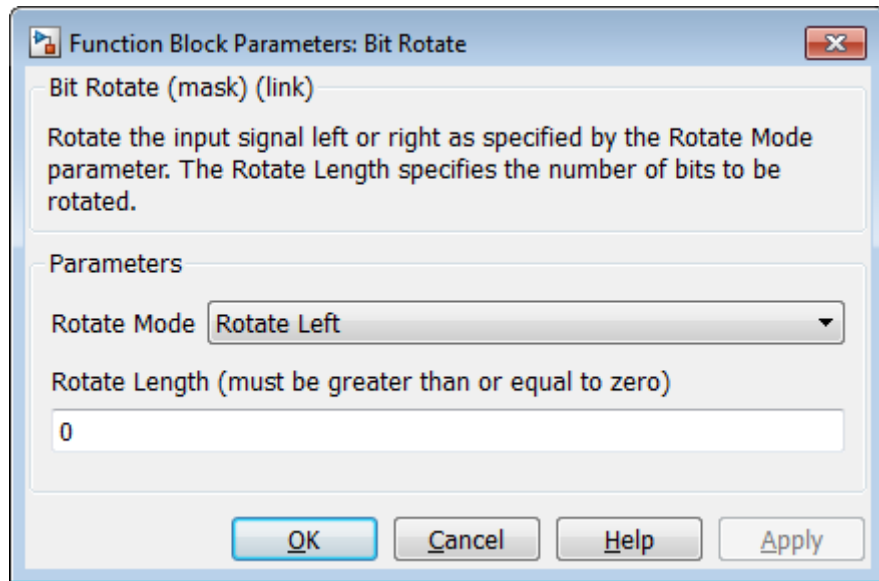 Function Block Parameters: Bit Rotate
Bit Rotate (mask) (link)
Rotate the input signal left or right as specified by the Rotate Mode
parameter. The Rotate Length specifies the number of bits to be
rotated.
Parameters
Rotate Mode Rotate Left
Rotate Length (must be greater than or equal to zero)
0
OK Cancel Help Apply